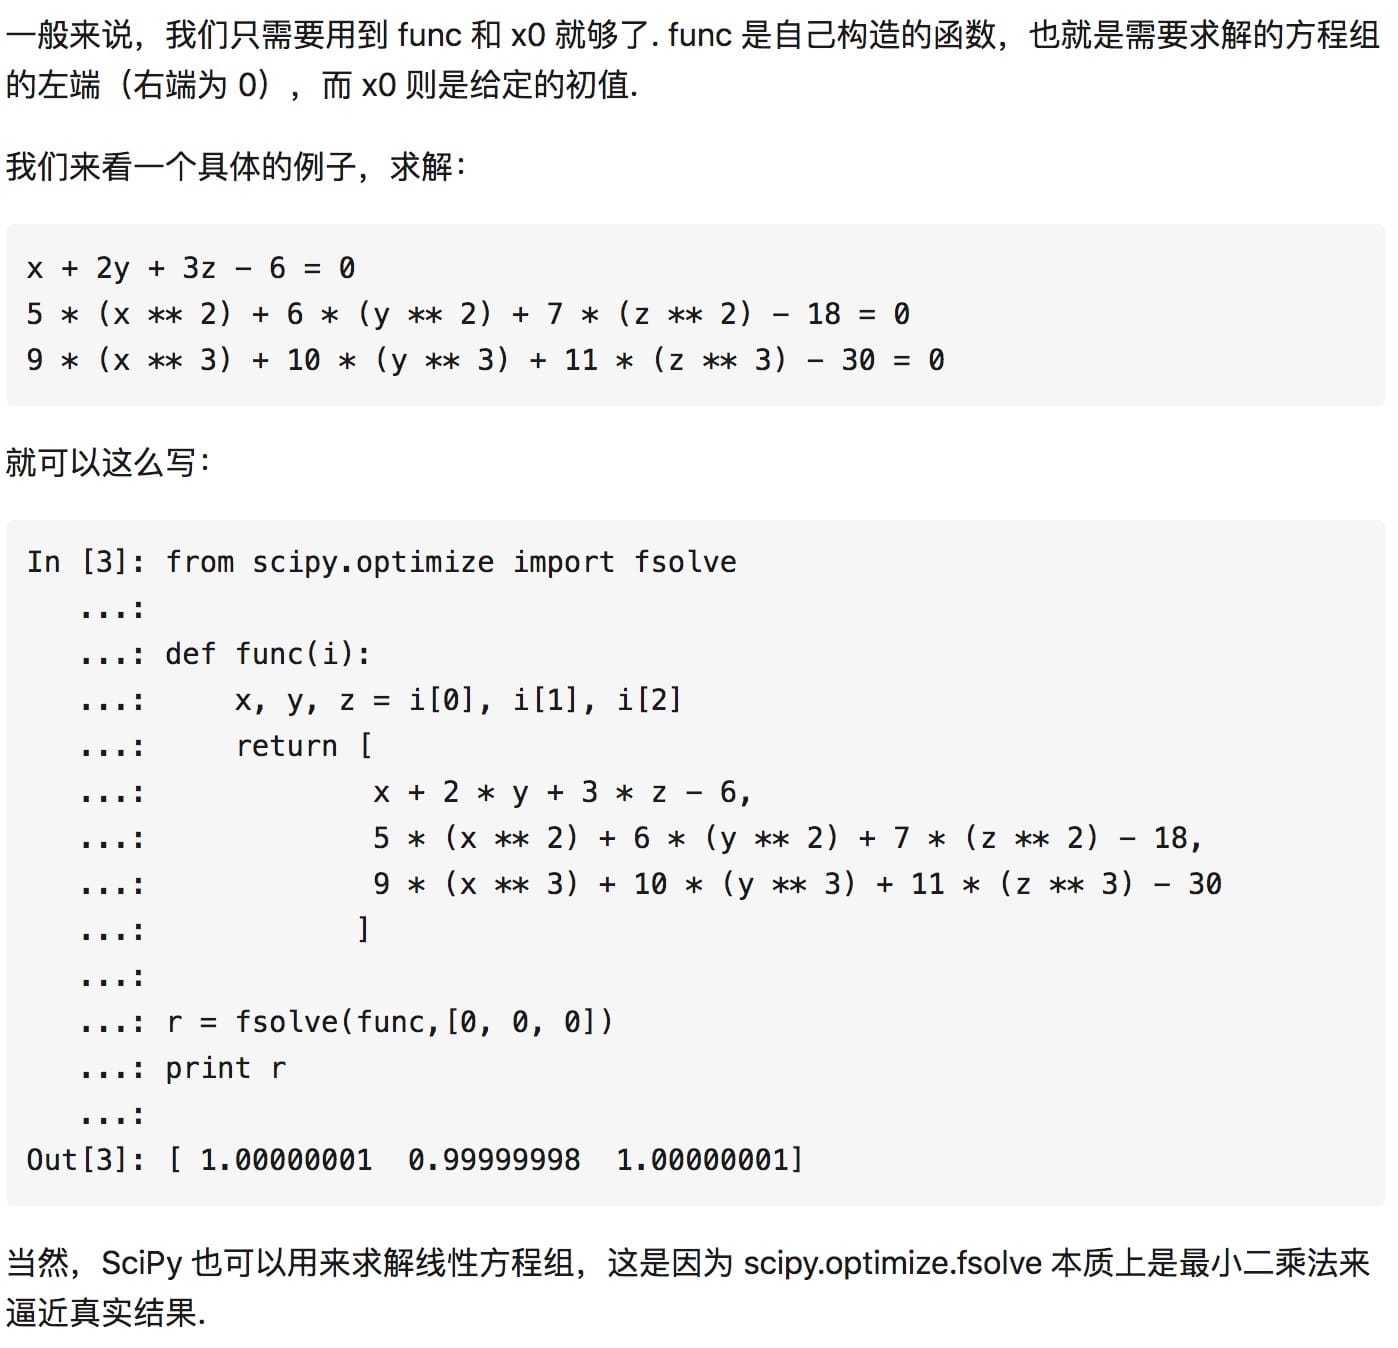 一般来说，我们只需要用到 func 和 x0 就够了. func 是自己构造的函数，也就是需要求解的方程组
的左端（右端为 0），而 x0 则是给定的初值.
我们来看一个具体的例子，求解：
x + 2y + 3z - 6 = 0
5 * (x ** 2) + 6 * (y ** 2) + 7 * (z ** 2) - 18 = 0
9 * (x ** 3) + 10 * (y ** 3) + 11 * (z ** 3) - 30 = 0
就可以这么写：
In [3]: from scipy.optimize import fsolve
   ...:
   ...: def func(i):
   ...:     x, y, z = i[0], i[1], i[2]
   ...:     return [
   ...:             x + 2 * y + 3 * z - 6,
   ...:             5 * (x ** 2) + 6 * (y ** 2) + 7 * (z ** 2) - 18,
   ...:             9 * (x ** 3) + 10 * (y ** 3) + 11 * (z ** 3) - 30
   ...:            ]
   ...:
   ...: r = fsolve(func,[0, 0, 0])
   ...: print r
   ...:
Out[3]: [ 1.00000001  0.99999998  1.00000001]
当然，SciPy 也可以用来求解线性方程组，这是因为 scipy.optimize.fsolve 本质上是最小二乘法来
逼近真实结果.